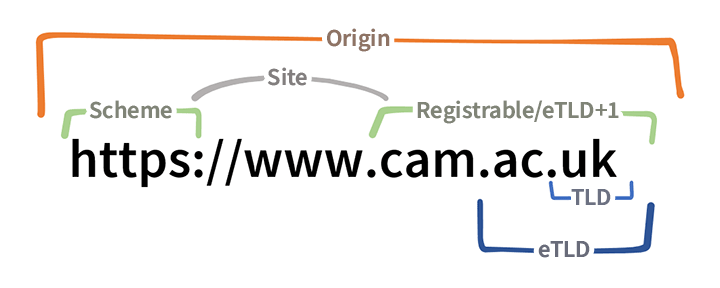 Origin
Site
Scheme
Registrable/eTLD+1
https://www.cam.ac.uk
TLD
eTLD